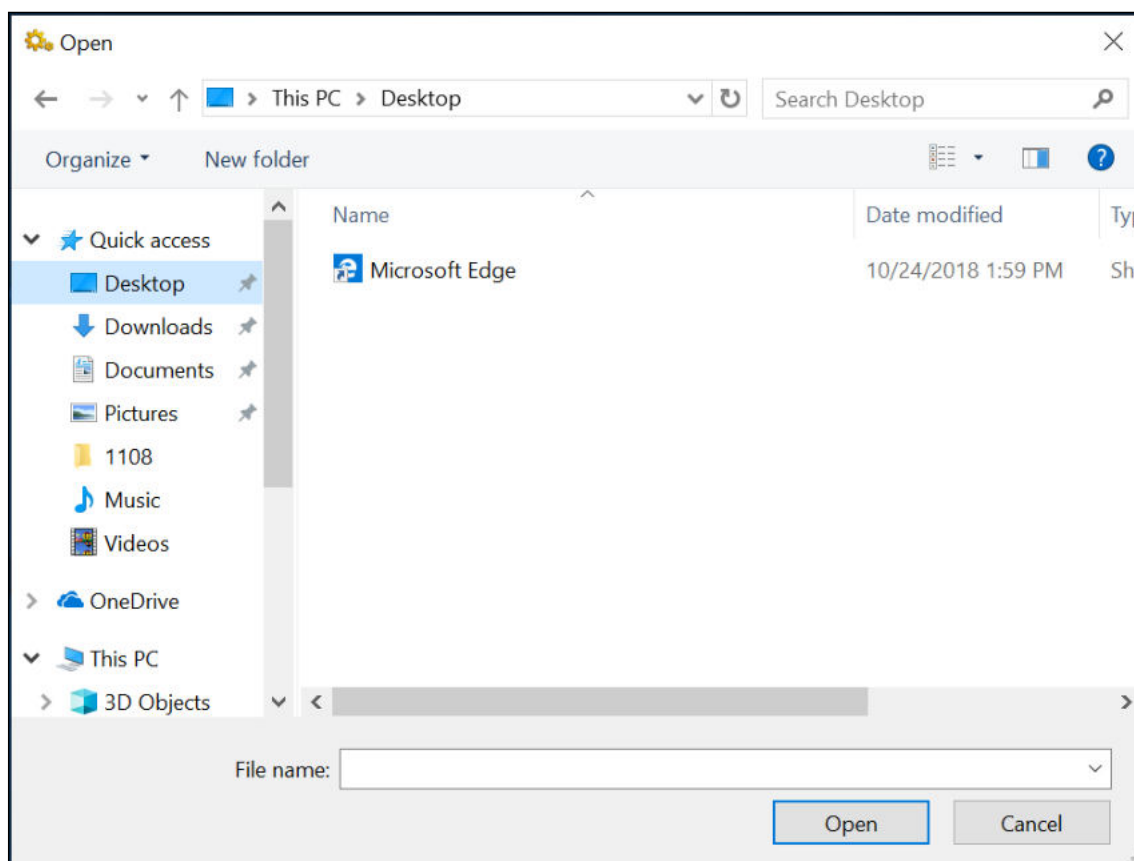 Open
This PC > Desktop
Search Desktop
Organize
New folder
Name
Date modified
Typ
Quick access
Desktop
Microsoft Edge
10/24/2018 1:59 PM
Sh
Downloads
Documents
Pictures
1108
Music
Videos
OneDrive
This PC
3D Objects
File name:
Open
Cancel